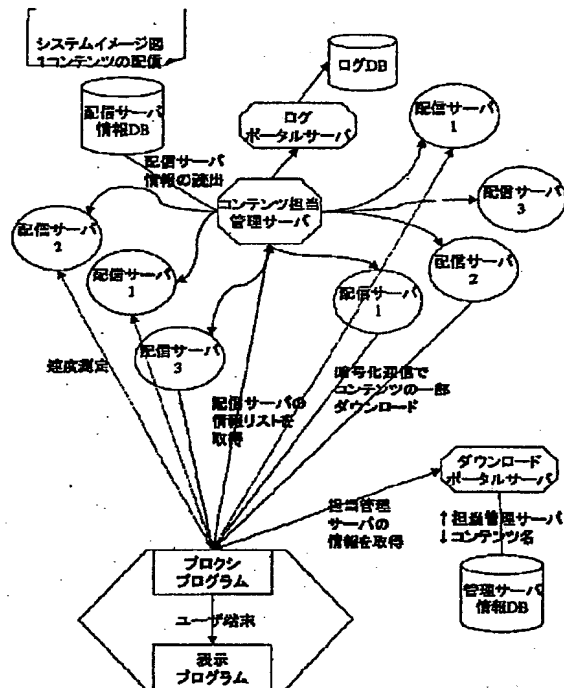 システムイメージ図
1コンテンツの配信
ログDB
配信サーバ
情報DB
ログ
ポータルサーバ
配信サーバ
1
配信サーバ
情報の読出
コンテンツ担当
管理サーバ
配信サーバ
3
配信サーバ
2
配信サーバ
1
配信サーバ
2
配信サーバ
1
配信サーバ
3
速度測定
配信サーバの
情報リストを
取得
暗号化通信で
コンテンツの一部
ダウンロード
ダウンロード
ポータルサーバ
担当管理
サーバの
情報を取得
↑担当管理サーバ
↓コンテンツ名
管理サーバ
情報DB
プロクシ
プログラム
ユーザ端末
表示
プログラム